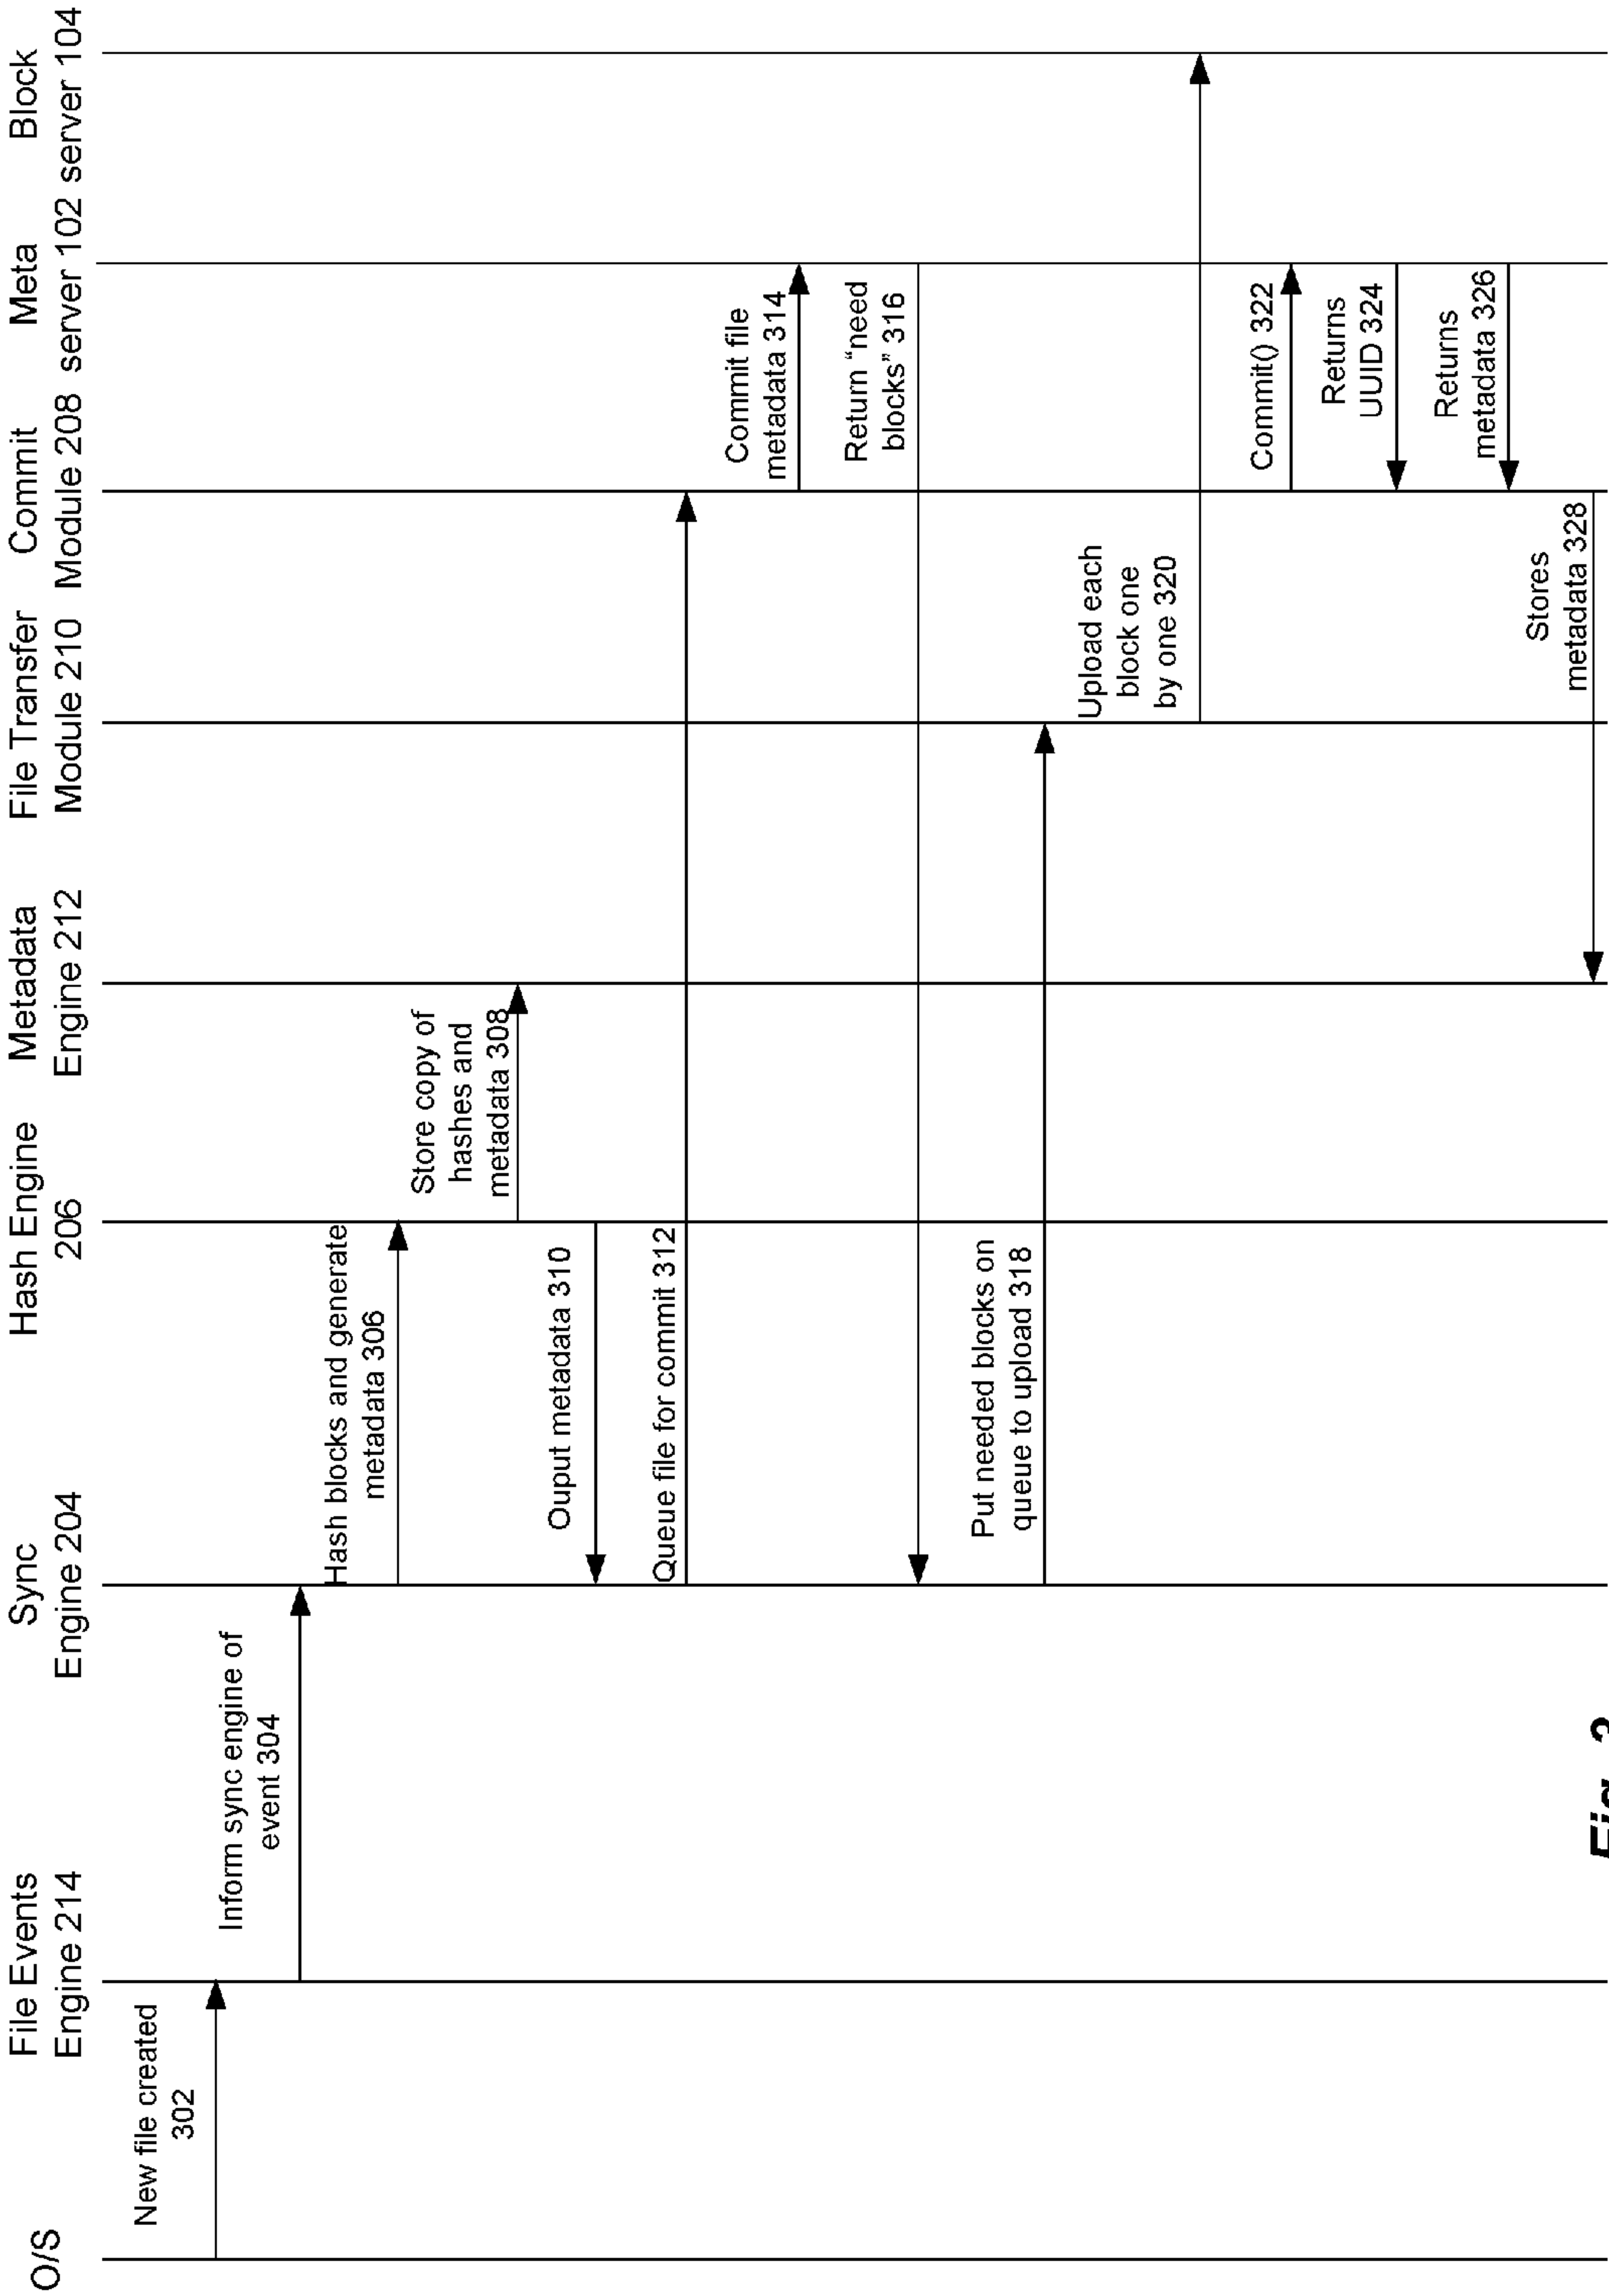 O/S
File Events
Engine 214
Sync
Engine 204
Hash Engine
206
Metadata
Engine 212
File Transfer
Module 210
Commit
Module 208
Meta
server 102
Block
server 104
New file created
302
Inform sync engine of
event 304
Hash blocks and generate
metadata 306
Store copy of
hashes and
metadata 308
Ouput metadata 310
Queue file for commit 312
Commit file
metadata 314
Return “need
blocks” 316
Put needed blocks on
queue to upload 318
Upload each
block one
by one 320
Commit() 322
Returns
UUID 324
Returns
metadata 326
Stores
metadata 328